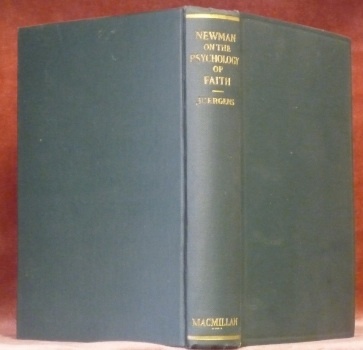 NEWMAN
ON THE
PSYCHOLOGY
OF
FAITH
JUERGENS
MACMILLAN